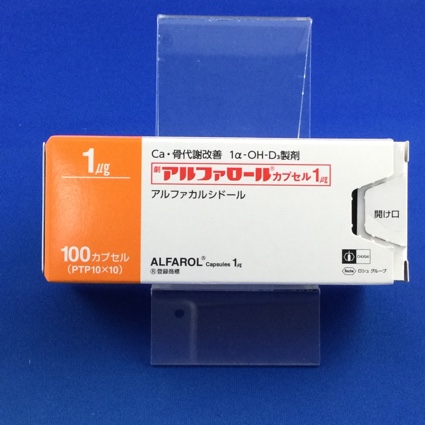 1μg
100カプセル
(PTP10×10)
Ca・骨代謝改善 1α-OH-D₃製剤
劇 アルファロール®カプセル1μg
アルファカルシドール
ALFAROL® Capsules 1μg
®登録商標
開け口
CHUGAI
Roche ロシュ グループ